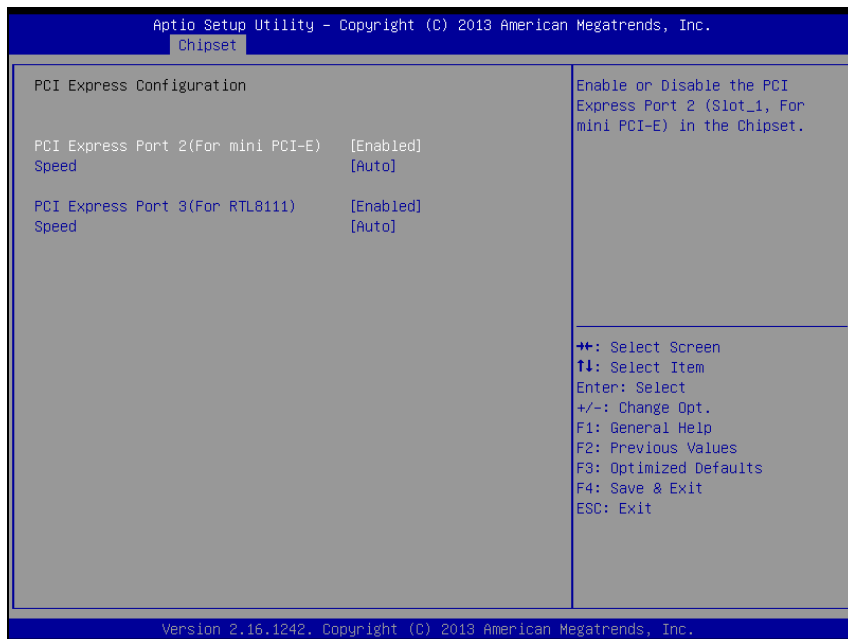 Aptio Setup Utility – Copyright (C) 2013 American Megatrends, Inc.
Chipset
PCI Express Configuration
PCI Express Port 2(For mini PCI-E) [Enabled]
Speed [Auto]
PCI Express Port 3(For RTL8111) [Enabled]
Speed [Auto]
Enable or Disable the PCI
Express Port 2 (Slot_1, For
mini PCI-E) in the Chipset.
→←: Select Screen
↑↓: Select Item
Enter: Select
+/-: Change Opt.
F1: General Help
F2: Previous Values
F3: Optimized Defaults
F4: Save & Exit
ESC: Exit
Version 2.16.1242. Copyright (C) 2013 American Megatrends, Inc.